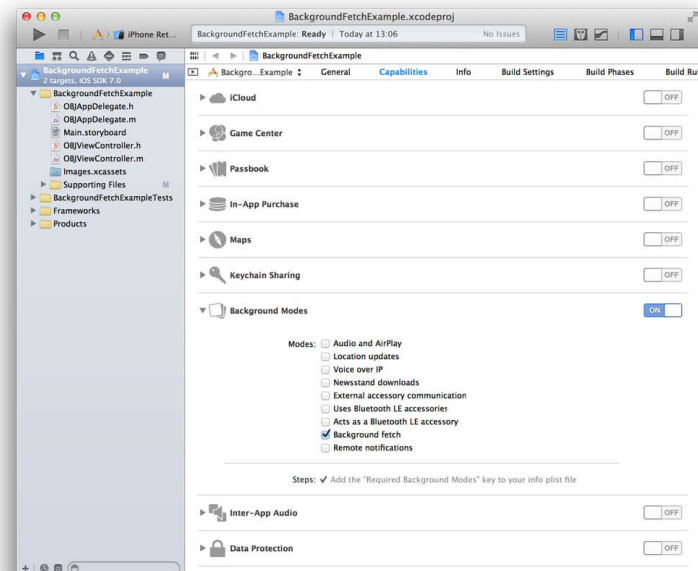 BackgroundFetchExample.xcodeproj
iPhone Ret...
BackgroundFetchExample: Ready | Today at 13:06
No Issues
BackgroundFetchExample
2 targets, iOS SDK 7.0
M
BackgroundFetchExample
OBJAppDelegate.h
OBJAppDelegate.m
Main.storyboard
OBJViewController.h
OBJViewController.m
Images.xcassets
Supporting Files
M
BackgroundFetchExampleTests
Frameworks
Products
BackgroundFetchExample
Backgro...Example
General
Capabilities
Info
Build Settings
Build Phases
Build Ru
iCloud
OFF
Game Center
OFF
Passbook
OFF
In-App Purchase
OFF
Maps
OFF
Keychain Sharing
OFF
Background Modes
ON
Modes:
Audio and AirPlay
Location updates
Voice over IP
Newsstand downloads
External accessory communication
Uses Bluetooth LE accessories
Acts as a Bluetooth LE accessory
Background fetch
Remote notifications
Steps: ✓ Add the "Required Background Modes" key to your info plist file
Inter-App Audio
OFF
Data Protection
OFF